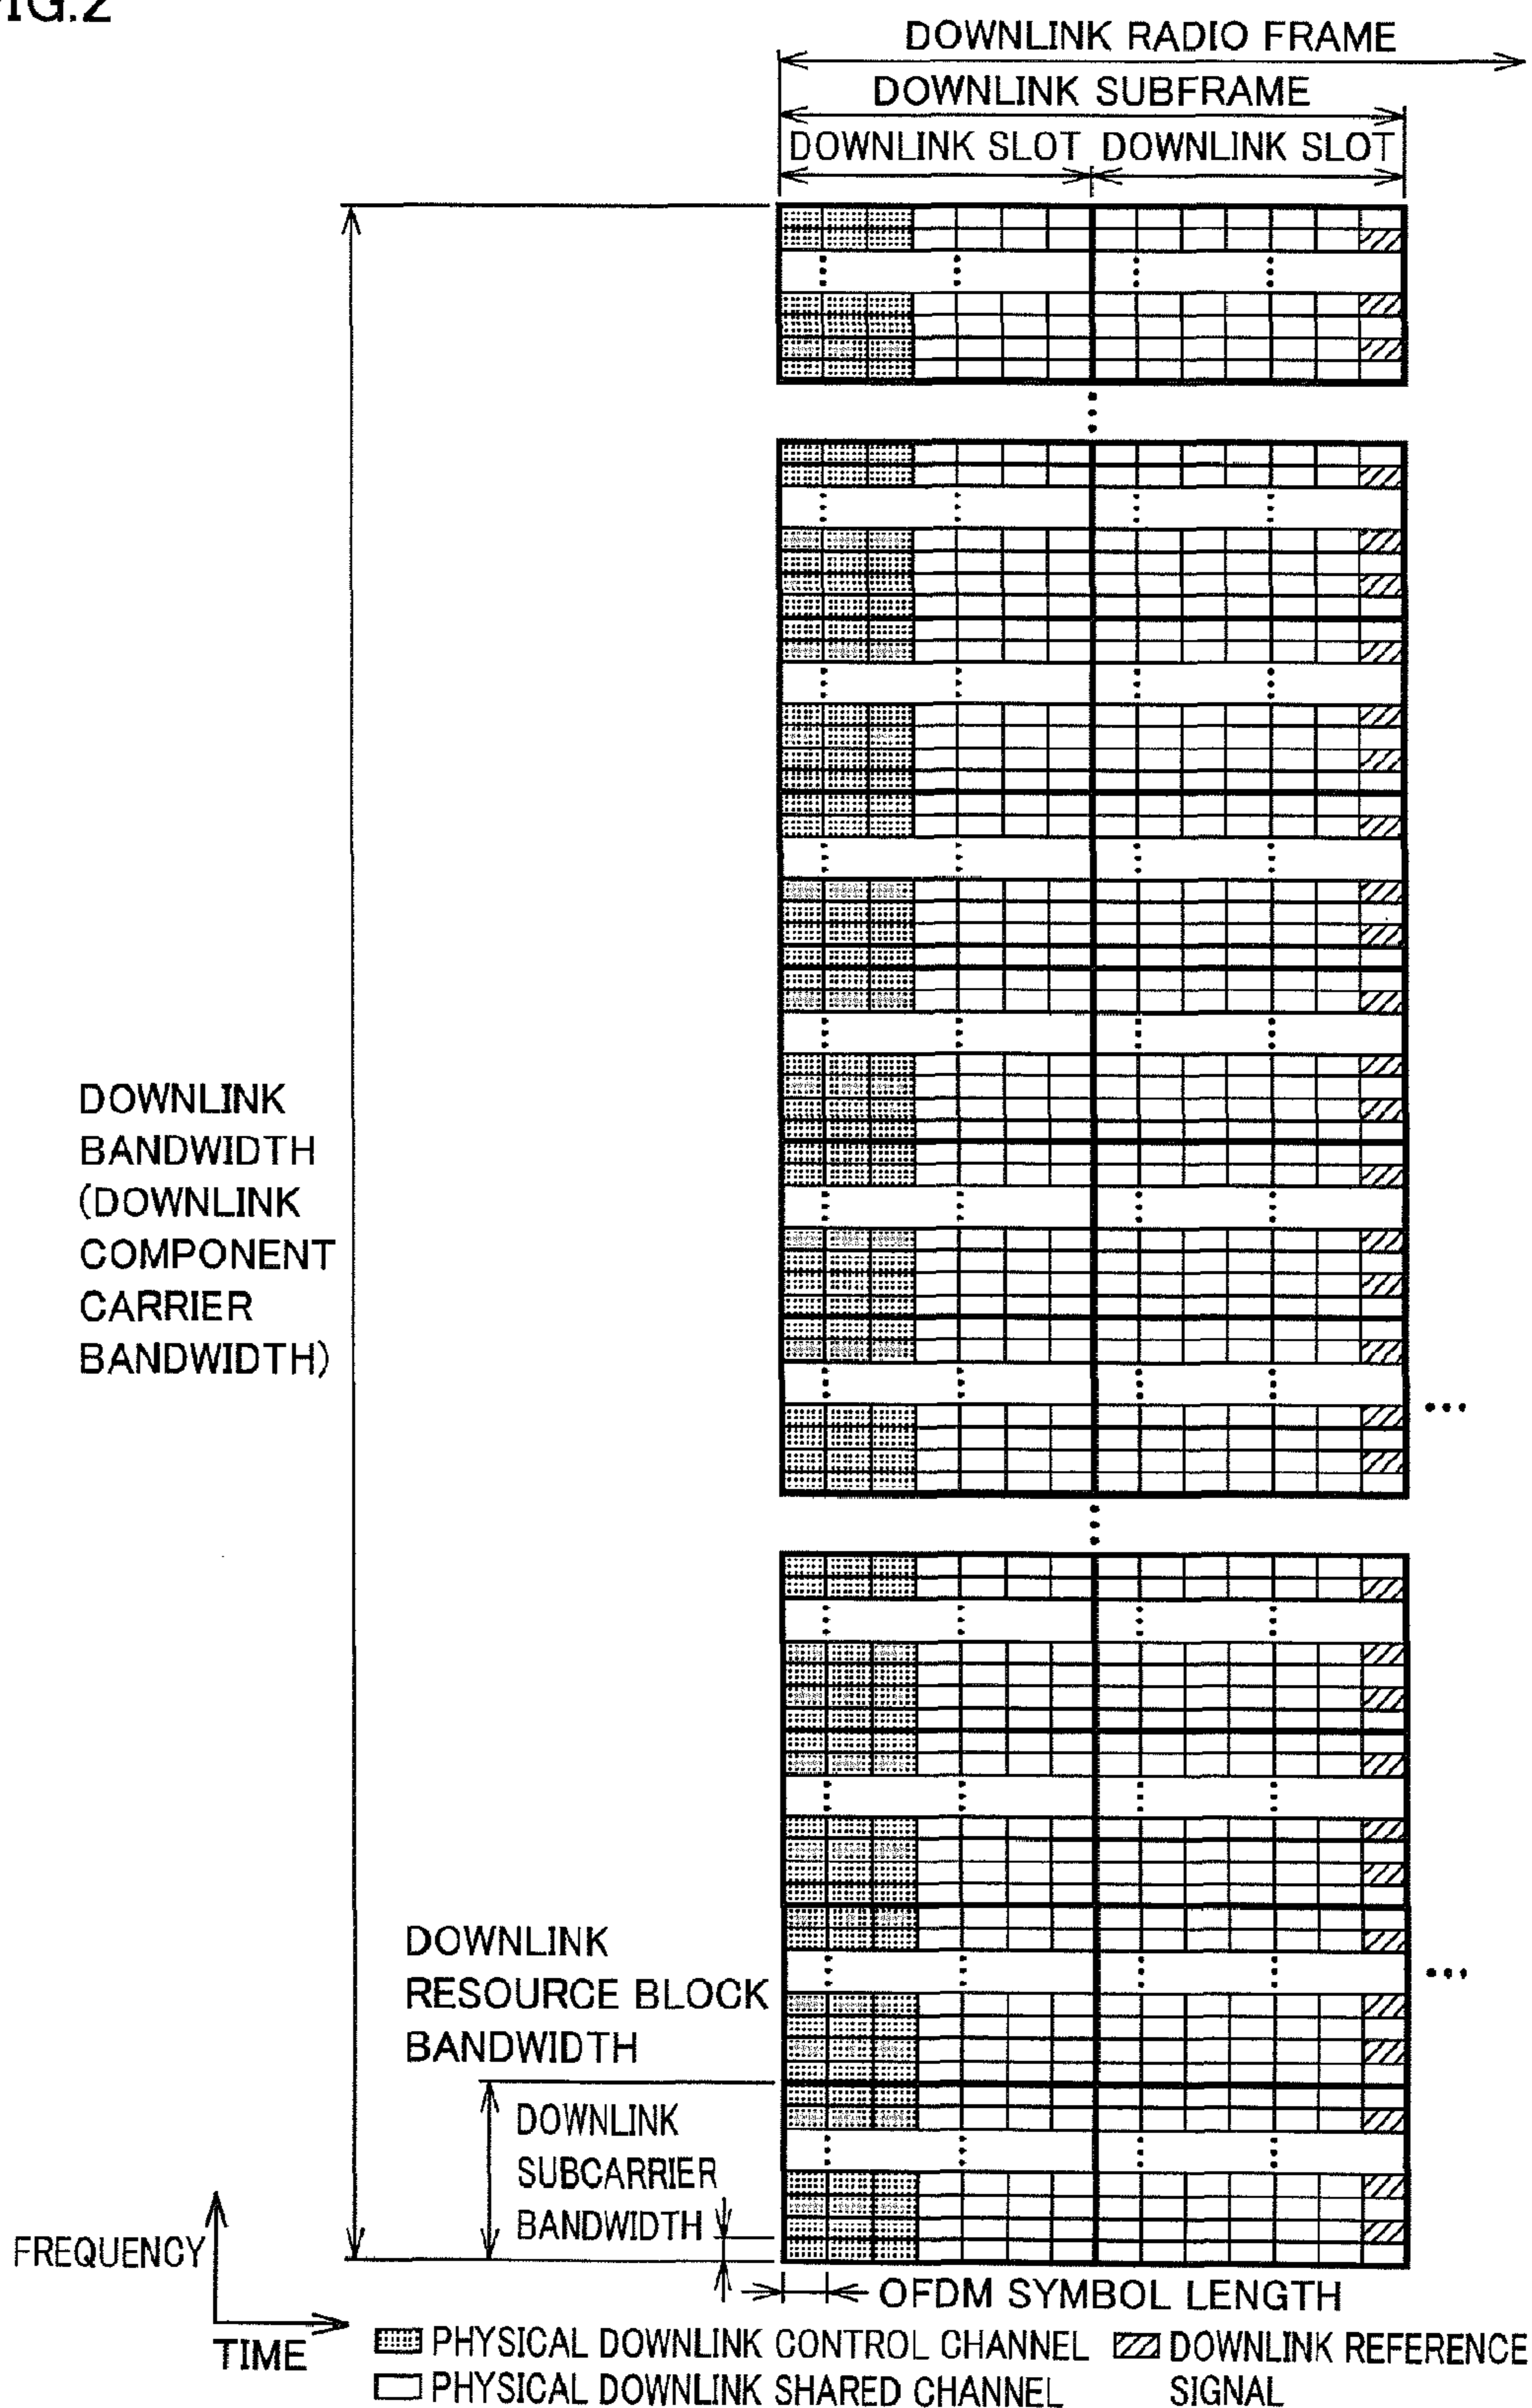 FIG.2
DOWNLINK RADIO FRAME
DOWNLINK SUBFRAME
DOWNLINK SLOT DOWNLINK SLOT
DOWNLINK
BANDWIDTH
(DOWNLINK
COMPONENT
CARRIER
BANDWIDTH)
DOWNLINK
RESOURCE BLOCK
BANDWIDTH
DOWNLINK
SUBCARRIER
BANDWIDTH
FREQUENCY
TIME
OFDM SYMBOL LENGTH
PHYSICAL DOWNLINK CONTROL CHANNEL
PHYSICAL DOWNLINK SHARED CHANNEL
DOWNLINK REFERENCE
SIGNAL